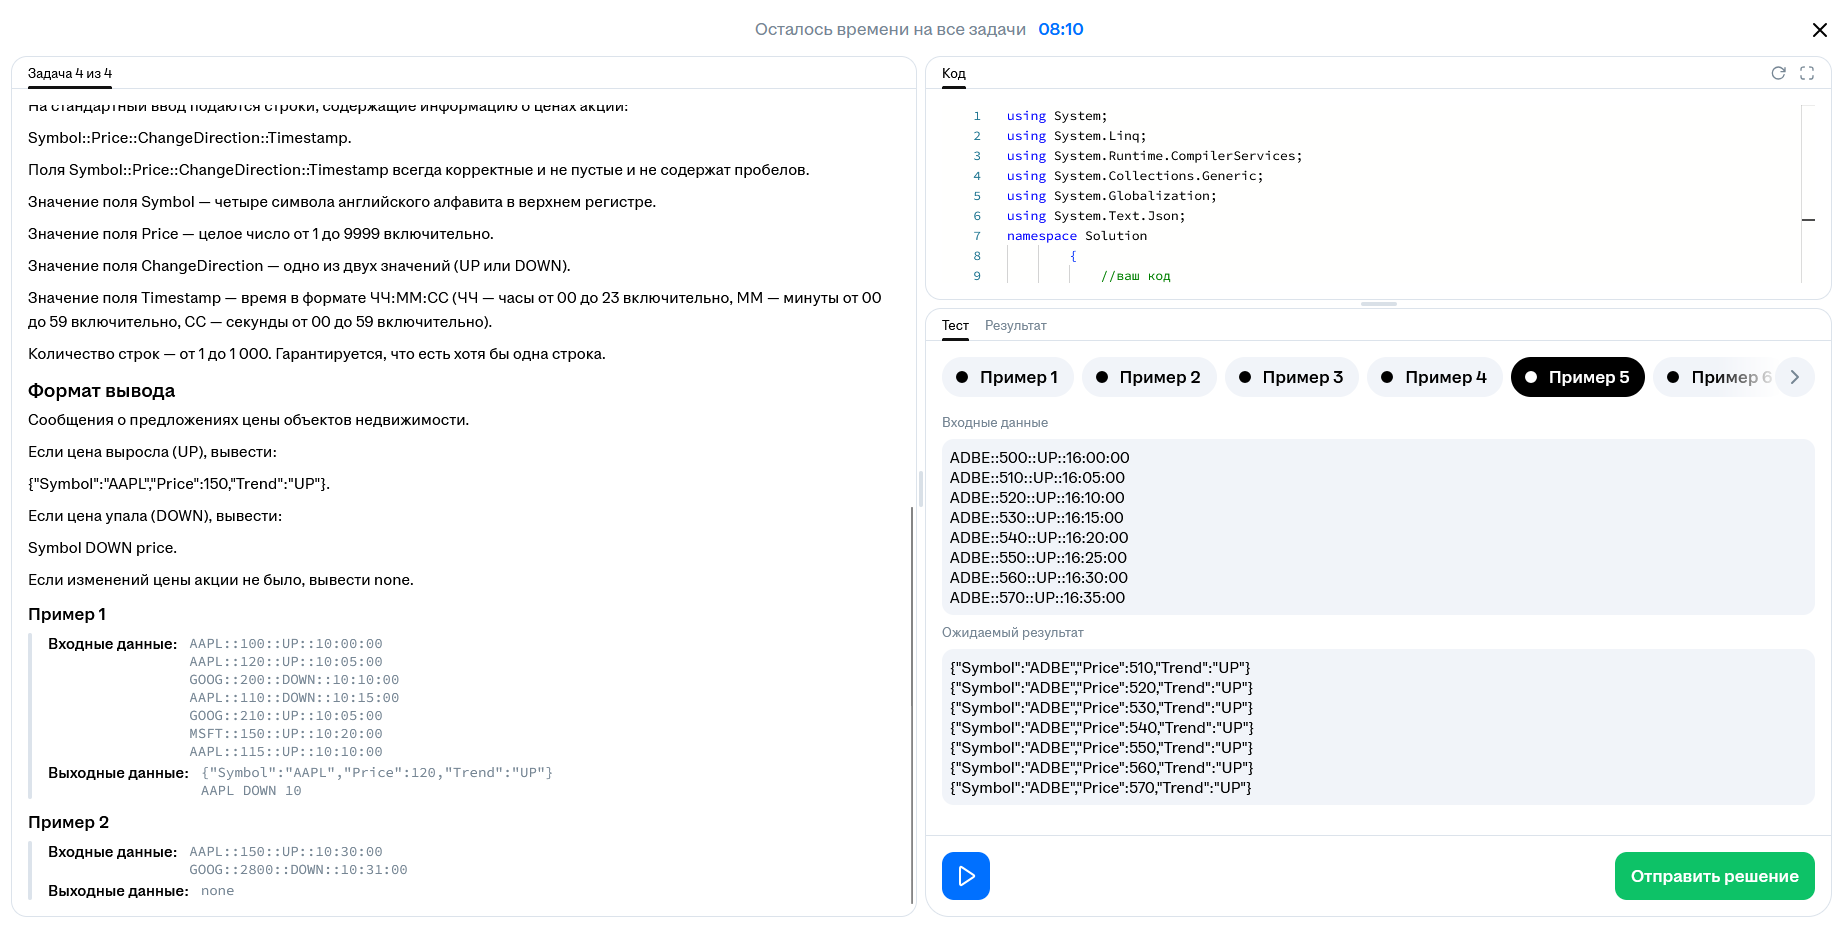 Осталось времени на все задачи 08:10
Задача 4 из 4
На стандартный ввод подаются строки, содержащие информацию о ценах акций:
Symbol::Price::ChangeDirection::Timestamp.
Поля Symbol::Price::ChangeDirection::Timestamp всегда корректные и не пустые и не содержат пробелов.
Значение поля Symbol — четыре символа английского алфавита в верхнем регистре.
Значение поля Price — целое число от 1 до 9999 включительно.
Значение поля ChangeDirection — одно из двух значений (UP или DOWN).
Значение поля Timestamp — время в формате ЧЧ:ММ:СС (ЧЧ — часы от 00 до 23 включительно, ММ — минуты от 00
до 59 включительно, СС — секунды от 00 до 59 включительно).
Количество строк — от 1 до 1 000. Гарантируется, что есть хотя бы одна строка.
Формат вывода
Сообщения о предложениях цены объектов недвижимости.
Если цена выросла (UP), вывести:
{"Symbol":"AAPL","Price":150,"Trend":"UP"}.
Если цена упала (DOWN), вывести:
Symbol DOWN price.
Если изменений цены акции не было, вывести none.
Пример 1
Входные данные: AAPL::100::UP::10:00:00
AAPL::120::UP::10:05:00
GOOG::200::DOWN::10:10:00
AAPL::110::DOWN::10:15:00
GOOG::210::UP::10:05:00
MSFT::150::UP::10:20:00
AAPL::115::UP::10:10:00
Выходные данные: {"Symbol":"AAPL","Price":120,"Trend":"UP"}
AAPL DOWN 10
Пример 2
Входные данные: AAPL::150::UP::10:30:00
GOOG::2800::DOWN::10:31:00
Выходные данные: none
Код
1 using System;
2 using System.Linq;
3 using System.Runtime.CompilerServices;
4 using System.Collections.Generic;
5 using System.Globalization;
6 using System.Text.Json;
7 namespace Solution
8 {
9 //ваш код
Тест Результат
Пример 1 Пример 2 Пример 3 Пример 4 Пример 5 Пример 6
Входные данные
ADBE::500::UP::16:00:00
ADBE::510::UP::16:05:00
ADBE::520::UP::16:10:00
ADBE::530::UP::16:15:00
ADBE::540::UP::16:20:00
ADBE::550::UP::16:25:00
ADBE::560::UP::16:30:00
ADBE::570::UP::16:35:00
Ожидаемый результат
{"Symbol":"ADBE","Price":510,"Trend":"UP"}
{"Symbol":"ADBE","Price":520,"Trend":"UP"}
{"Symbol":"ADBE","Price":530,"Trend":"UP"}
{"Symbol":"ADBE","Price":540,"Trend":"UP"}
{"Symbol":"ADBE","Price":550,"Trend":"UP"}
{"Symbol":"ADBE","Price":560,"Trend":"UP"}
{"Symbol":"ADBE","Price":570,"Trend":"UP"}
Отправить решение